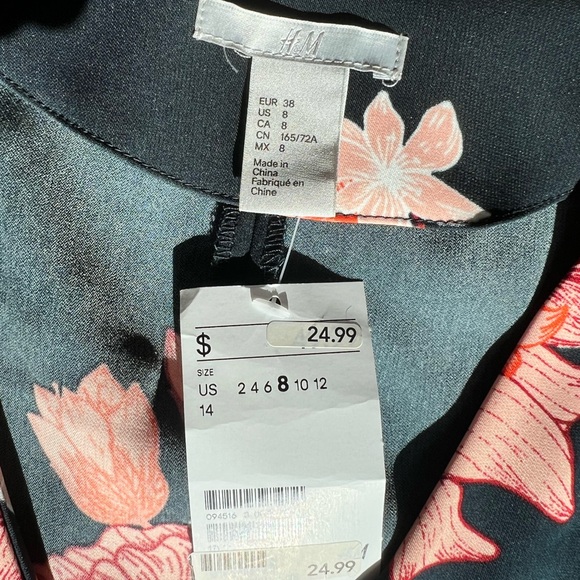 H&M
EUR 38
US 8
CA 8
CN 165/72A
MX 8
Made in
China
Fabriqué en
Chine
$ 24.99
SIZE
US 2 4 6 8 10 12
14
094516
24.99